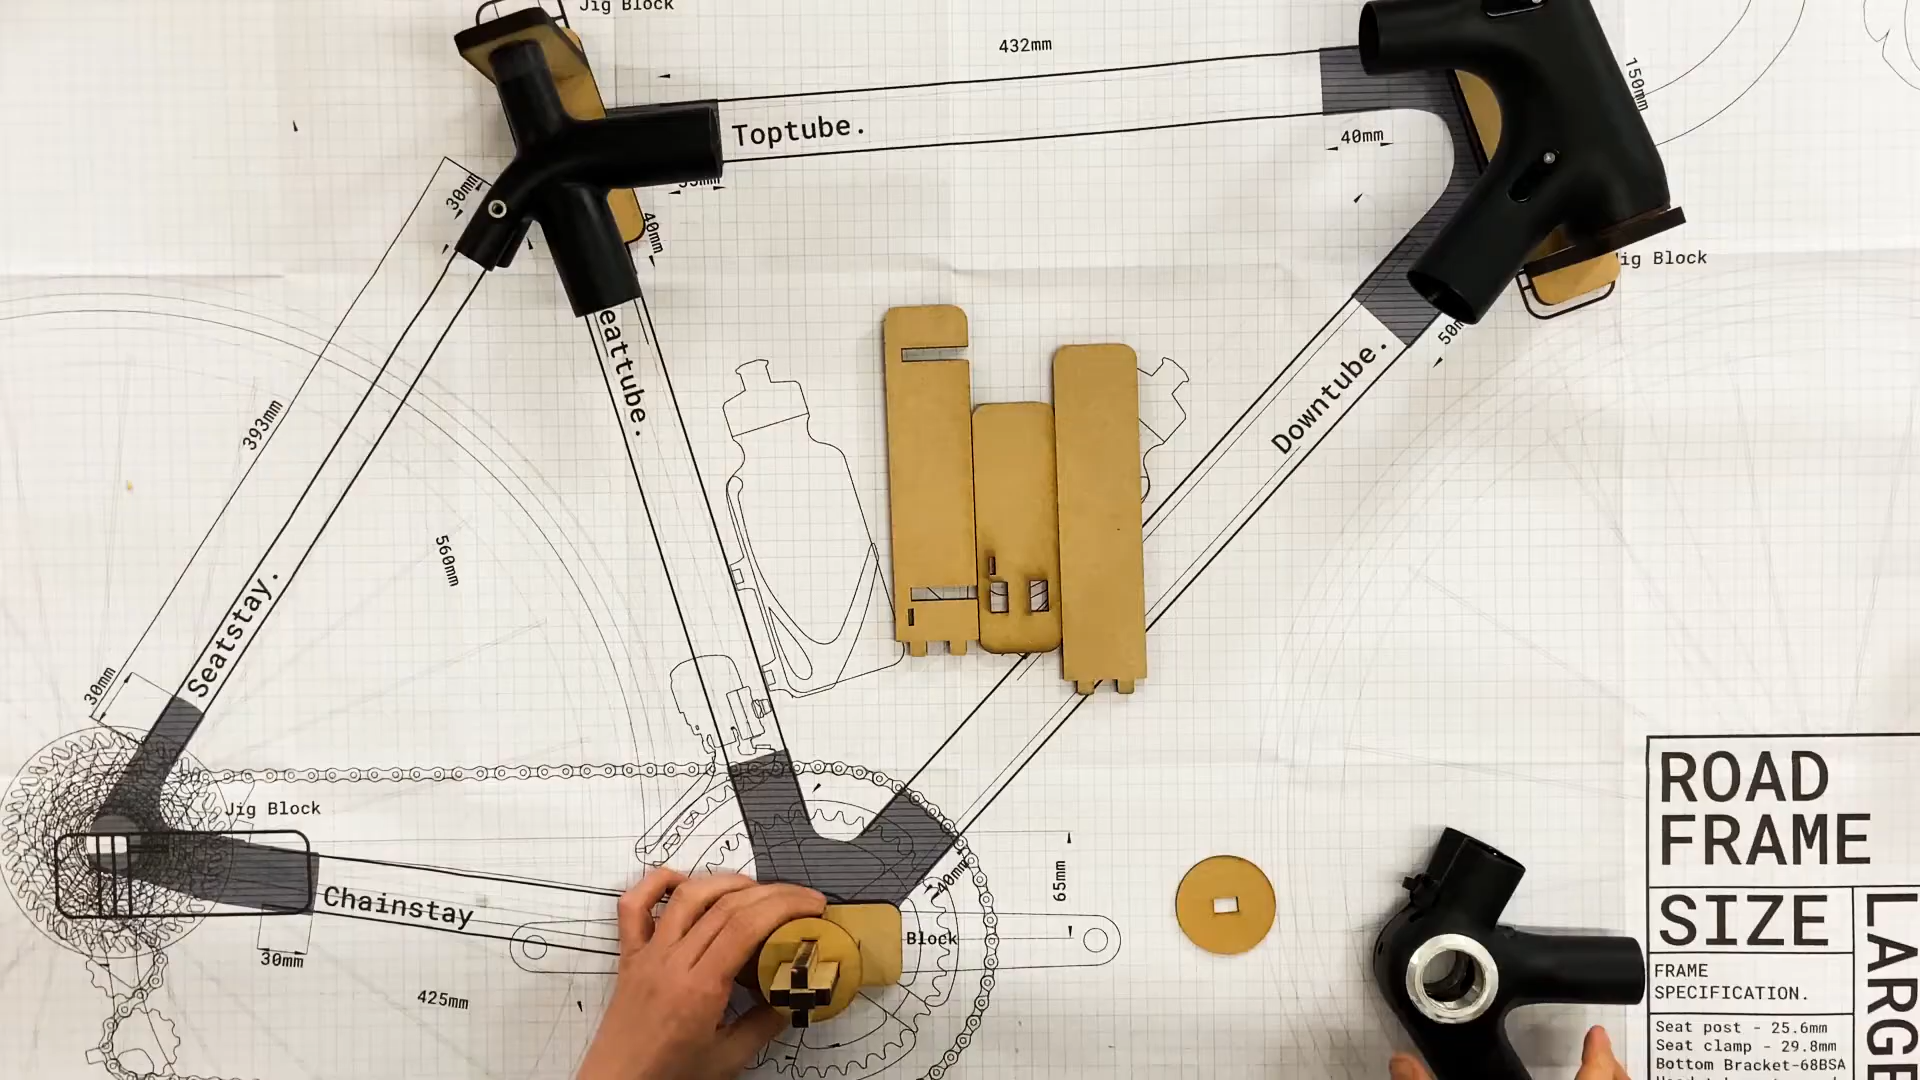 Jig Block
432mm
150mm
Toptube.
40mm
30mm
40mm
Jig Block
50
eattube.
Downtube.
393mm
560mm
Seatstay.
30mm
Jig Block
40mm
65mm
Chainstay
Block
30mm
425mm
ROAD
FRAME
SIZE
LARGE
FRAME
SPECIFICATION.
Seat post - 25.6mm
Seat clamp - 29.8mm
Bottom Bracket-68BSA